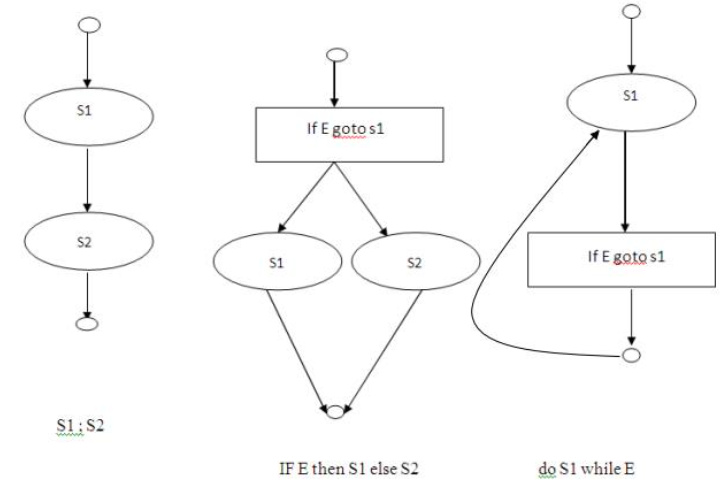 S1
S2
S1 ; S2
If E goto s1
S1
S2
IF E then S1 else S2
S1
If E goto s1
do S1 while E